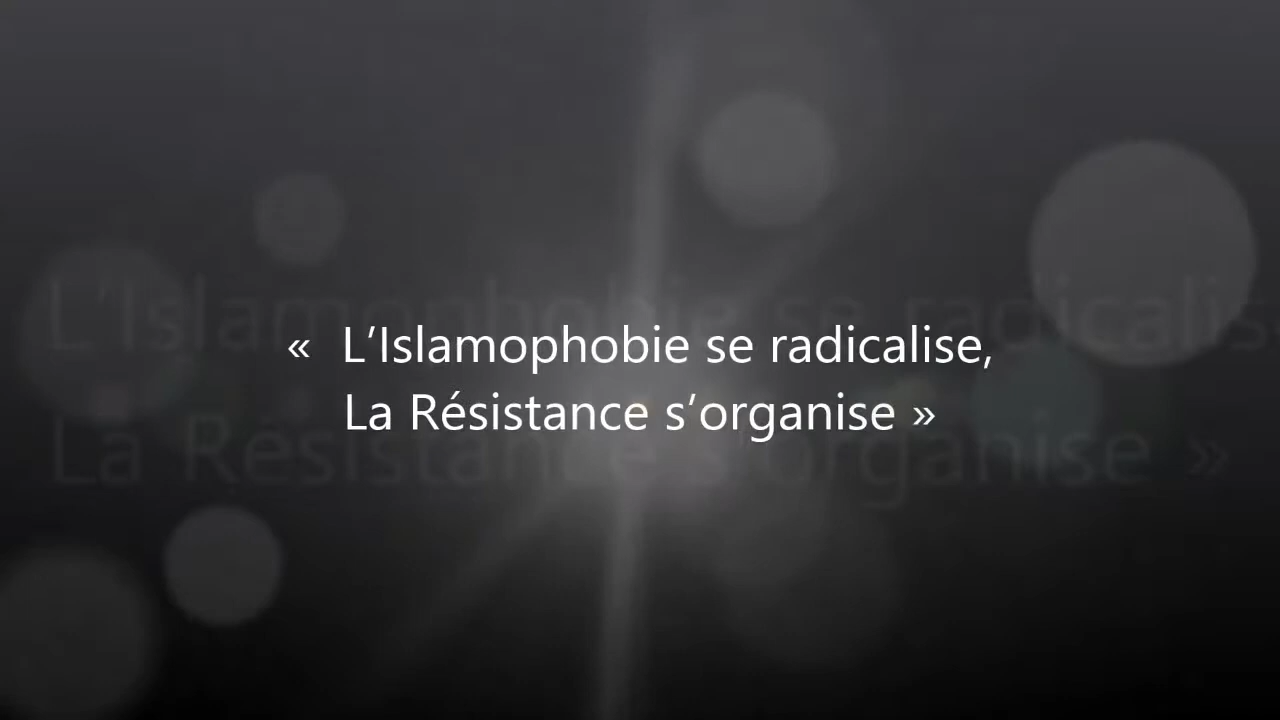 « L’Islamophobie se radicalise,
La Résistance s’organise »